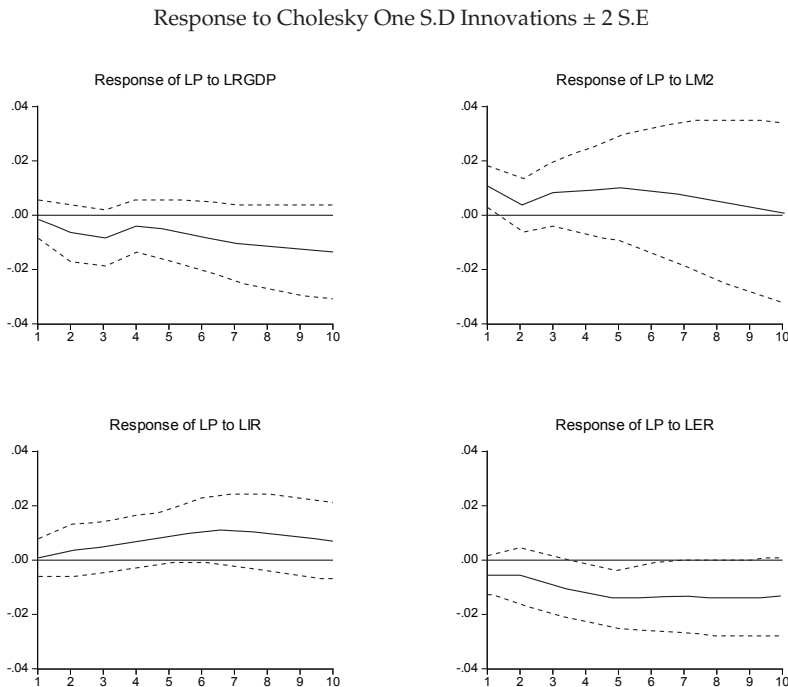 Response to Cholesky One S.D Innovations ± 2 S.E
Response of LP to LRGDP
.04
.02
.00
-.02
-.04
1 2 3 4 5 6 7 8 9 10
Response of LP to LM2
.04
.02
.00
-.02
-.04
1 2 3 4 5 6 7 8 9 10
Response of LP to LIR
.04
.02
.00
-.02
-.04
1 2 3 4 5 6 7 8 9 10
Response of LP to LER
.04
.02
.00
-.02
-.04
1 2 3 4 5 6 7 8 9 10